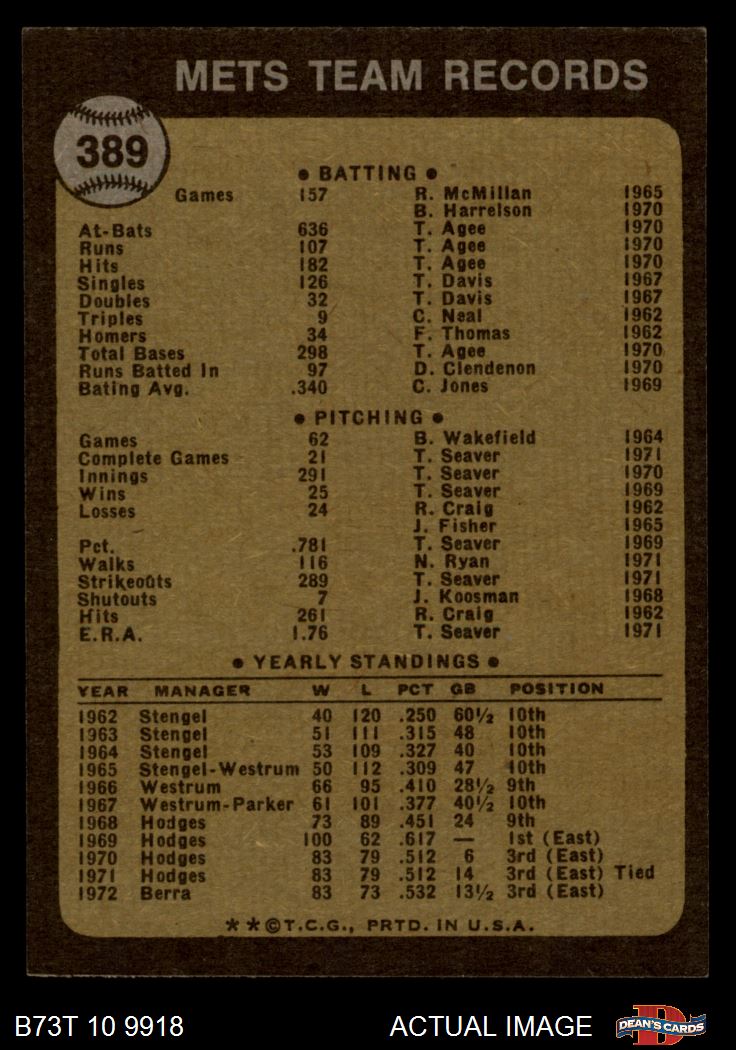 METS TEAM RECORDS
389
● BATTING ●
Games 157 R. McMillan 1965
B. Harrelson 1970
At-Bats 636 T. Agee 1970
Runs 107 T. Agee 1970
Hits 182 T. Agee 1970
Singles 126 T. Davis 1967
Doubles 32 T. Davis 1967
Triples 9 C. Neal 1962
Homers 34 F. Thomas 1962
Total Bases 298 T. Agee 1970
Runs Batted In 97 D. Clendenon 1970
Bating Avg. .340 C. Jones 1969
● PITCHING ●
Games 62 B. Wakefield 1964
Complete Games 21 T. Seaver 1971
Innings 291 T. Seaver 1970
Wins 25 T. Seaver 1969
Losses 24 R. Craig 1962
J. Fisher 1965
Pct. .781 T. Seaver 1969
Walks 116 N. Ryan 1971
Strikeouts 289 T. Seaver 1971
Shutouts 7 J. Koosman 1968
Hits 261 R. Craig 1962
E.R.A. 1.76 T. Seaver 1971
● YEARLY STANDINGS ●
YEAR MANAGER W L PCT GB POSITION
1962 Stengel 40 120 .250 60½ 10th
1963 Stengel 51 111 .315 48 10th
1964 Stengel 53 109 .327 40 10th
1965 Stengel-Westrum 50 112 .309 47 10th
1966 Westrum 66 95 .410 28½ 9th
1967 Westrum-Parker 61 101 .377 40½ 10th
1968 Hodges 73 89 .451 24 9th
1969 Hodges 100 62 .617 — 1st (East)
1970 Hodges 83 79 .512 6 3rd (East)
1971 Hodges 83 79 .512 14 3rd (East) Tied
1972 Berra 83 73 .532 13½ 3rd (East)
**©T.C.G., PRTD. IN U.S.A.
B73T 10 9918 ACTUAL IMAGE D DEAN'S CARDS